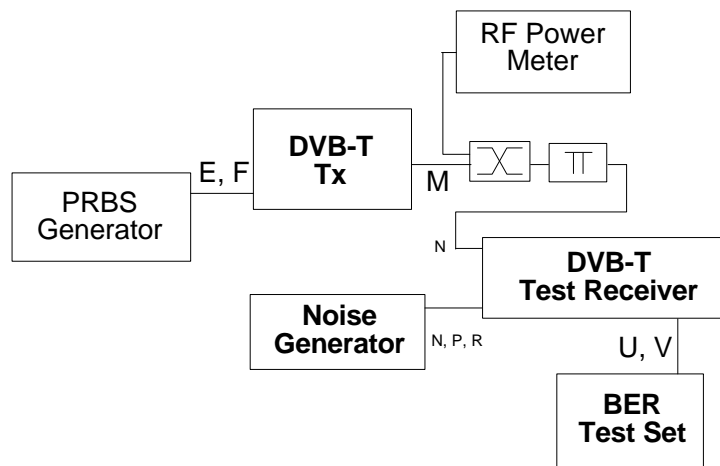 RF Power
Meter
DVB-T
Tx
E, F
M
PRBS
Generator
N
DVB-T
Test Receiver
Noise
Generator
N, P, R
U, V
BER
Test Set